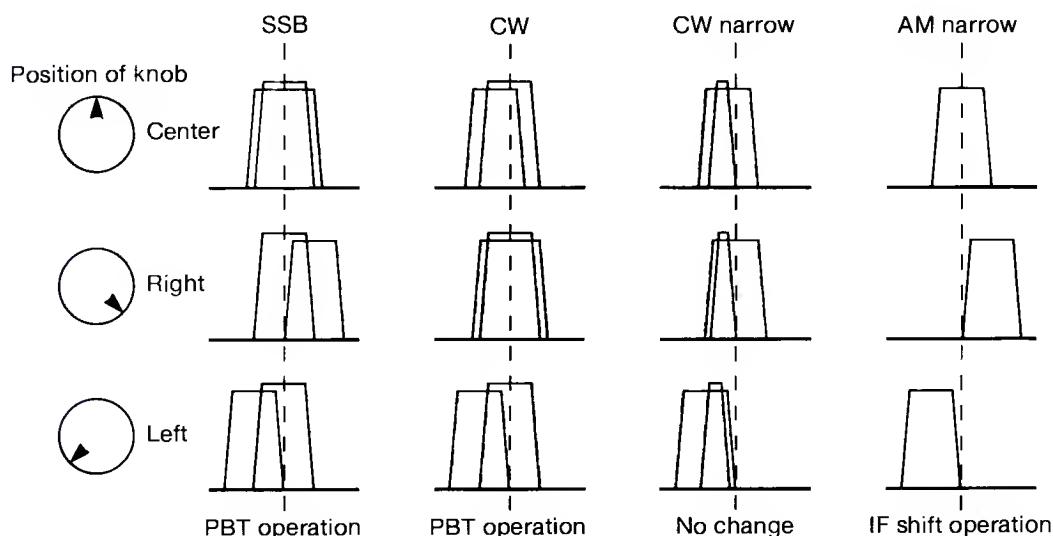 SSB CW CW narrow AM narrow
Position of knob
Center
Right
Left
PBT operation PBT operation No change IF shift operation